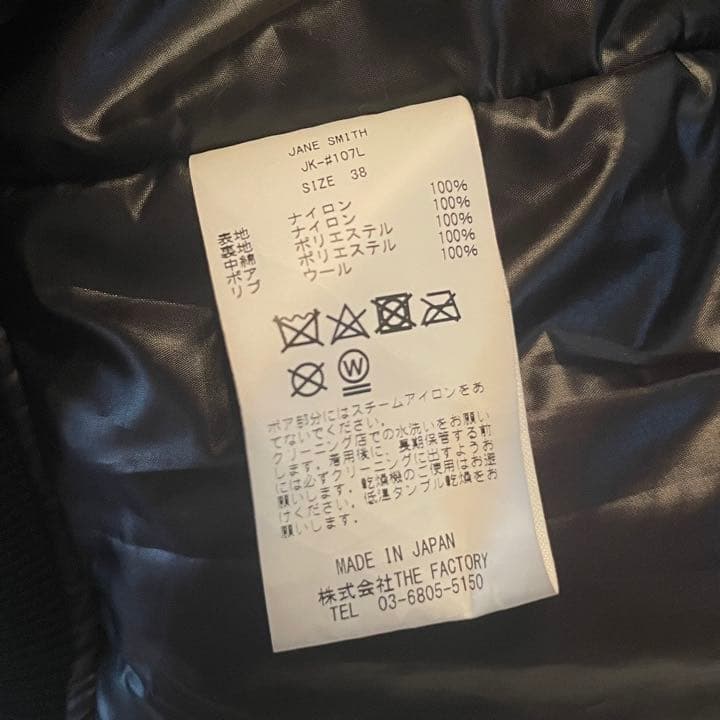 JANE SMITH
JK-#107L
SIZE 38
表地 ナイロン 100%
裏地 ナイロン 100%
中綿 ポリエステル 100%
ボア ポリエステル 100%
リブ ウール 100%
W
ボア部分にはスチームアイロンをあ
てないでください。
クリーニング店での水洗いをお願い
します。着用後に、長期保管する前
には必ずクリーニングに出すようお
願いします。乾燥機のご使用はお避
けください。低温タンブル乾燥をお
願いします。
MADE IN JAPAN
株式会社THE FACTORY
TEL 03-6805-5150